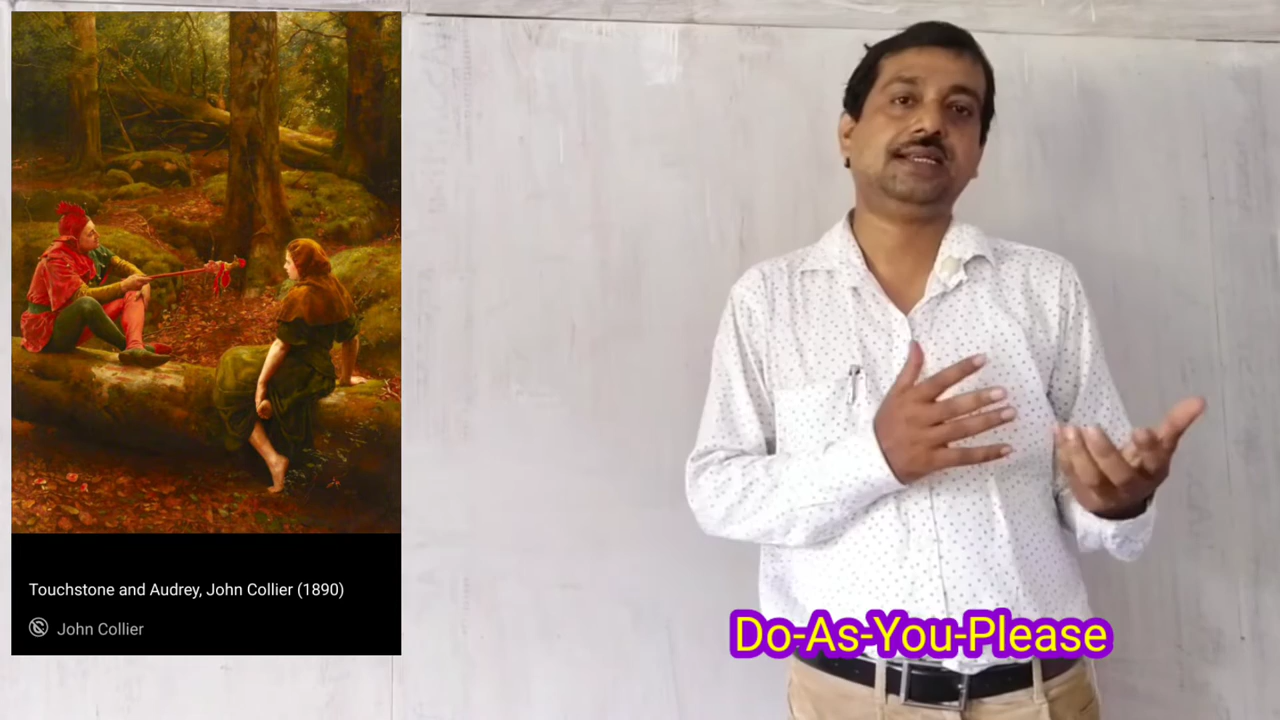 Touchstone and Audrey, John Collier (1890)
John Collier
Do-As-You-Please